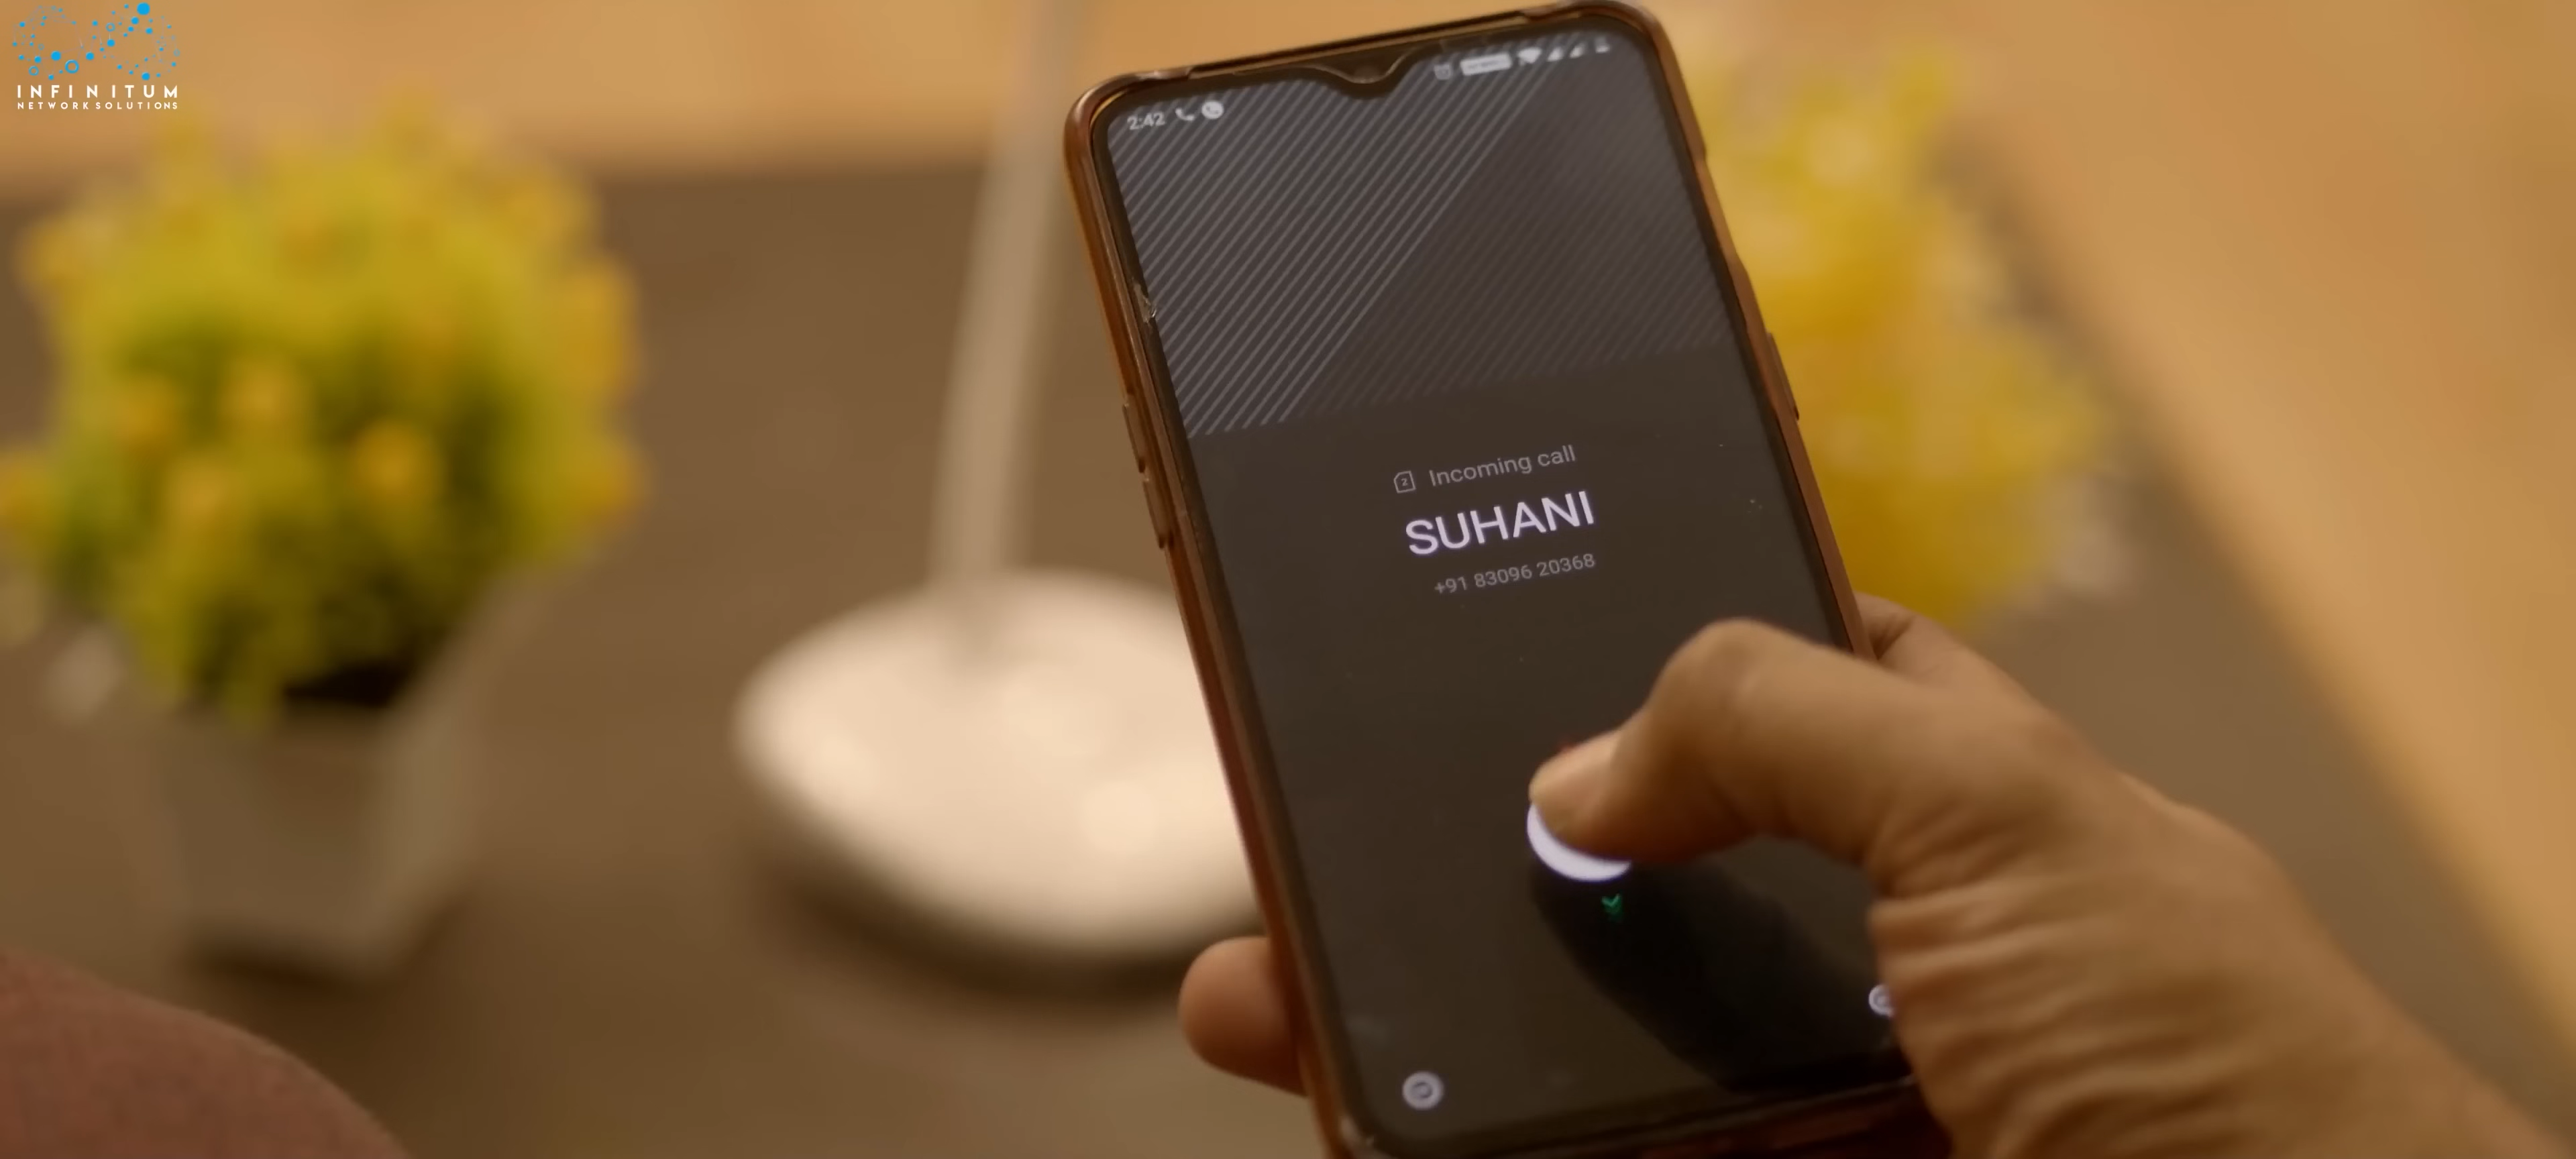 INFINITUM
NETWORK SOLUTIONS
2:42
Incoming call
SUHANI
+91 83096 20368